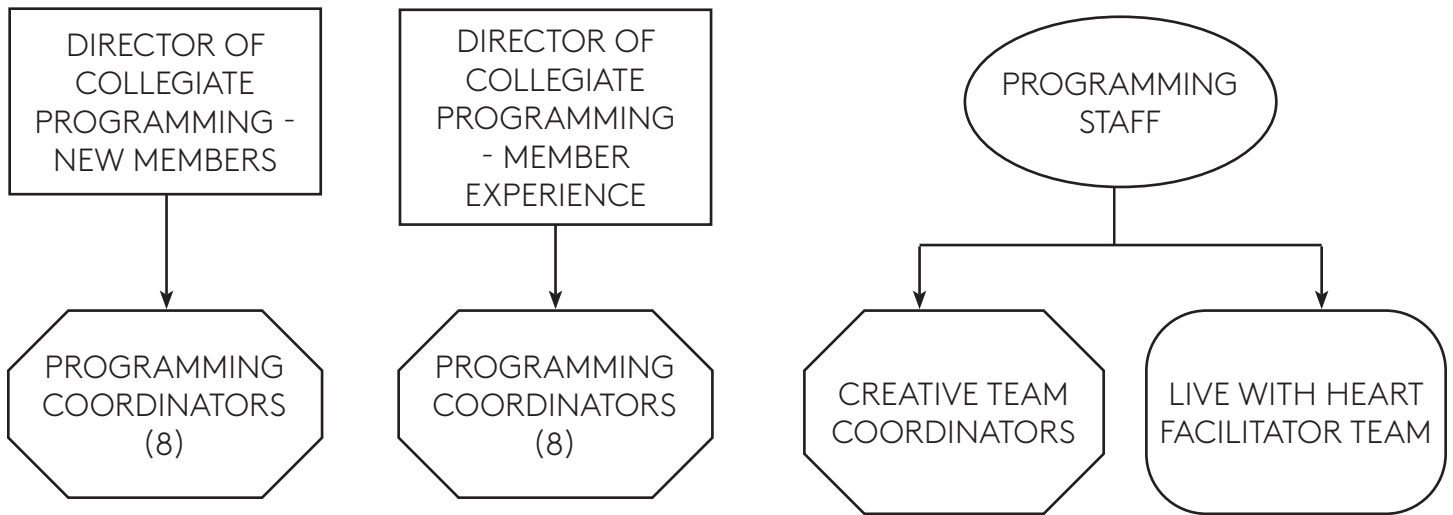 DIRECTOR OF
COLLEGIATE
PROGRAMMING -
NEW MEMBERS
DIRECTOR OF
COLLEGIATE
PROGRAMMING
- MEMBER
EXPERIENCE
PROGRAMMING
STAFF
PROGRAMMING
COORDINATORS
(8)
PROGRAMMING
COORDINATORS
(8)
CREATIVE TEAM
COORDINATORS
LIVE WITH HEART
FACILITATOR TEAM